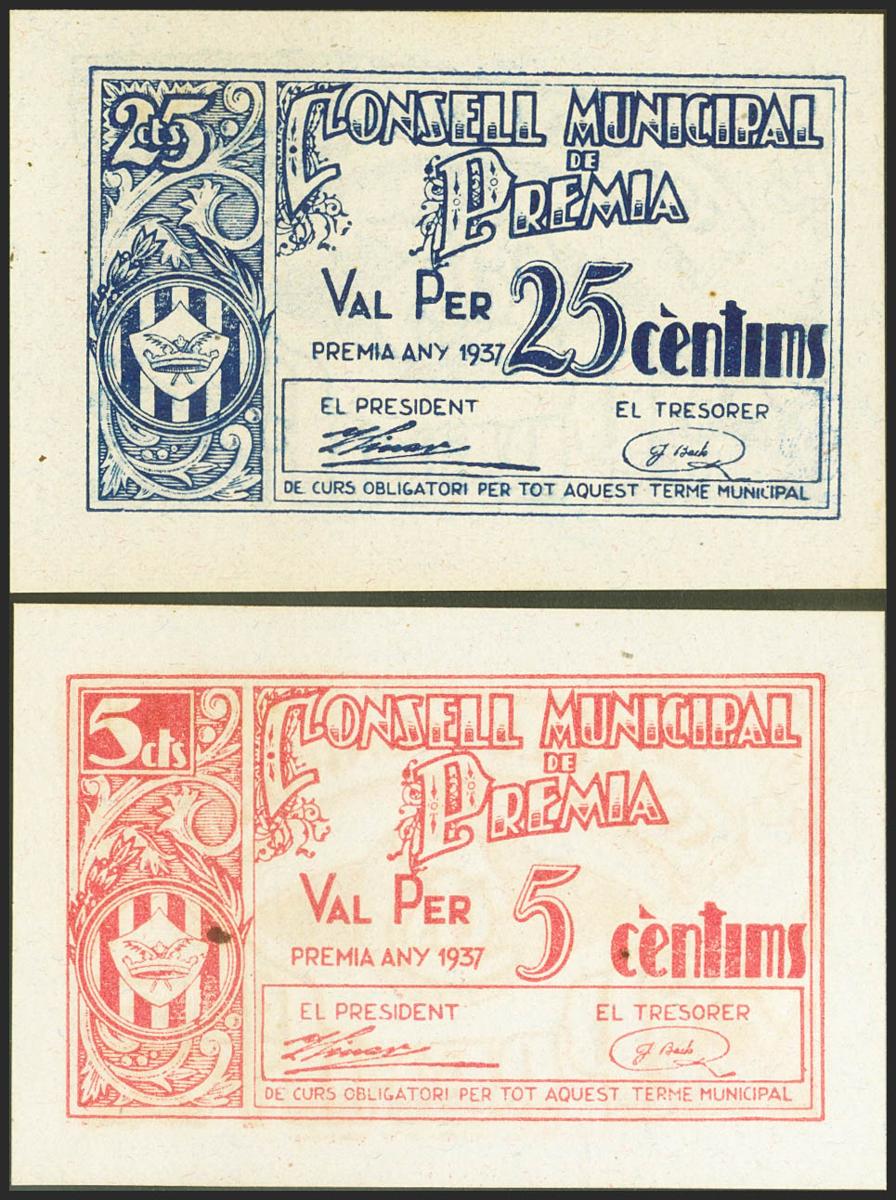 25
cts
CONSELL MUNICIPAL
DE
PREMIA
VAL PER 25 cèntims
PREMIA ANY 1937
EL PRESIDENT EL TRESORER
J Bach
DE CURS OBLIGATORI PER TOT AQUEST TERME MUNICIPAL
5 cts
CONSELL MUNICIPAL
DE
PREMIA
VAL PER 5 cèntims
PREMIA ANY 1937
EL PRESIDENT EL TRESORER
J Bach
DE CURS OBLIGATORI PER TOT AQUEST TERME MUNICIPAL